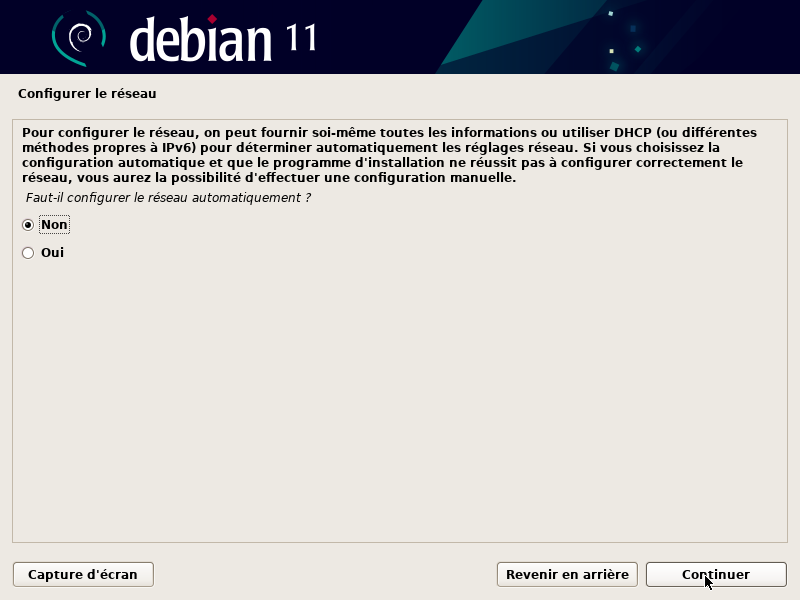 debian 11
Configurer le réseau
Pour configurer le réseau, on peut fournir soi-même toutes les informations ou utiliser DHCP (ou différentes
méthodes propres à IPv6) pour déterminer automatiquement les réglages réseau. Si vous choisissez la
configuration automatique et que le programme d'installation ne réussit pas à configurer correctement le
réseau, vous aurez la possibilité d'effectuer une configuration manuelle.
Faut-il configurer le réseau automatiquement ?
Non
Oui
Capture d'écran
Revenir en arrière
Continuer